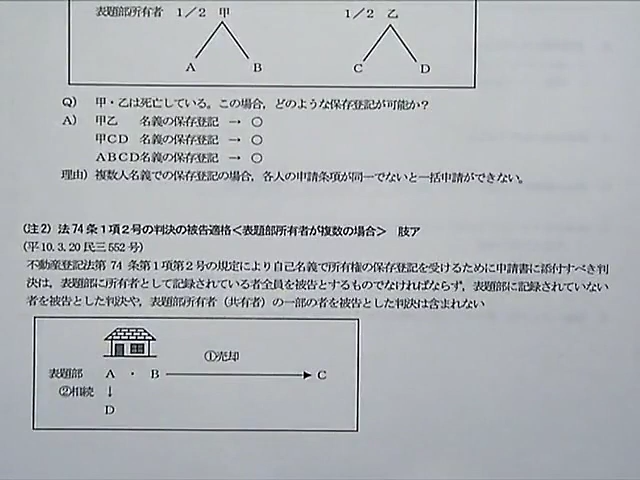 表題部所有者 1／2 甲 1／2 乙
A B C D
Q） 甲・乙は死亡している。この場合，どのような保存登記が可能か？
A） 甲乙 名義の保存登記 → ○
甲CD 名義の保存登記 → ○
ABCD名義の保存登記 → ○
理由）複数人名義での保存登記の場合，各人の申請条項が同一でないと一括申請ができない。
（注2）法74条1項2号の判決の被告適格＜表題部所有者が複数の場合＞ 肢ア
（平10.3.20民三552号）
不動産登記法第74条第1項第2号の規定により自己名義で所有権の保存登記を受けるために申請書に添付すべき判
決は，表題部に所有者として記録されている者全員を被告とするものでなければならず，表題部に記録されていない
者を被告とした判決や，表題部所有者（共有者）の一部の者を被告とした判決は含まれない
①売却
表題部 A ・ B → C
②相続 ↓
D